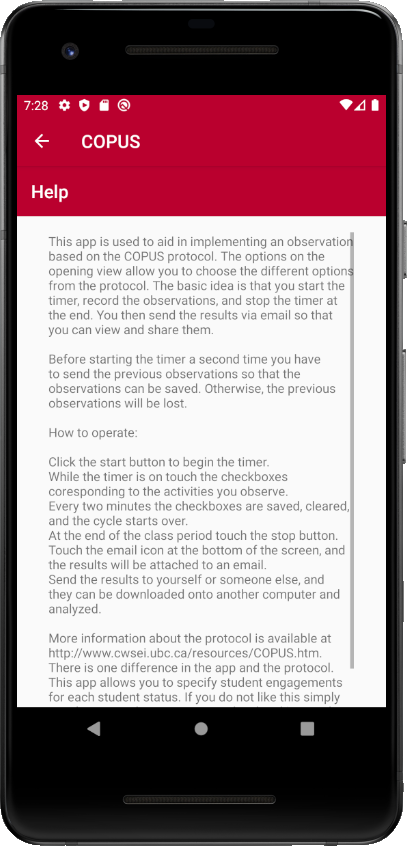 7:28
COPUS
Help
This app is used to aid in implementing an observation
based on the COPUS protocol. The options on the
opening view allow you to choose the different options
from the protocol. The basic idea is that you start the
timer, record the observations, and stop the timer at
the end. You then send the results via email so that
you can view and share them.
Before starting the timer a second time you have
to send the previous observations so that the
observations can be saved. Otherwise, the previous
observations will be lost.
How to operate:
Click the start button to begin the timer.
While the timer is on touch the checkboxes
coresponding to the activities you observe.
Every two minutes the checkboxes are saved, cleared,
and the cycle starts over.
At the end of the class period touch the stop button.
Touch the email icon at the bottom of the screen, and
the results will be attached to an email.
Send the results to yourself or someone else, and
they can be downloaded onto another computer and
analyzed.
More information about the protocol is available at
http://www.cwsei.ubc.ca/resources/COPUS.htm.
There is one difference in the app and the protocol.
This app allows you to specify student engagements
for each student status. If you do not like this simply